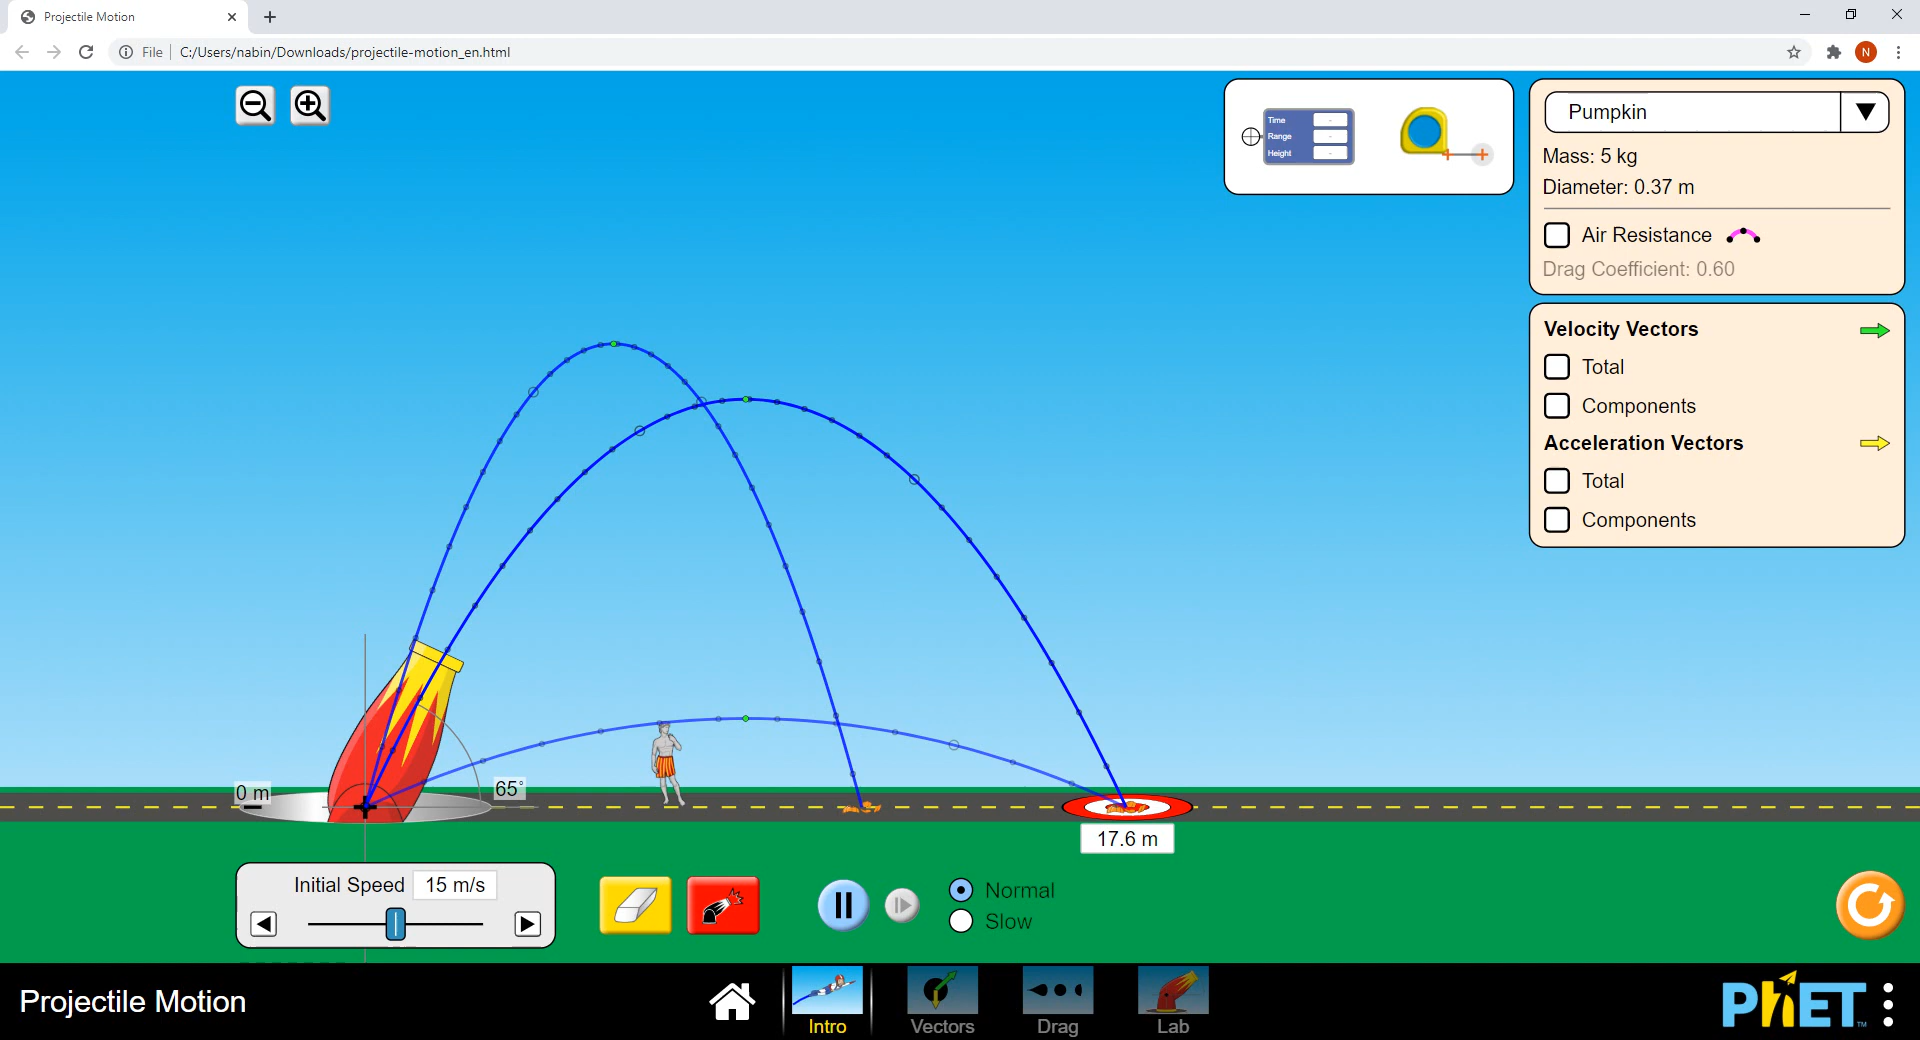 Projectile Motion
File
C:/Users/nabin/Downloads/projectile-motion_en.html
N
Time -
Range -
Height -
Pumpkin
Mass: 5 kg
Diameter: 0.37 m
Air Resistance
Drag Coefficient: 0.60
Velocity Vectors
Total
Components
Acceleration Vectors
Total
Components
0 m
65°
17.6 m
Initial Speed 15 m/s
Normal
Slow
Projectile Motion
Intro
Vectors
Drag
Lab
PhET™